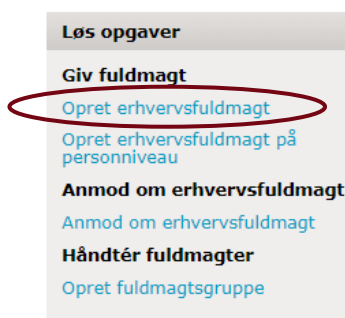 Løs opgaver
Giv fuldmagt
Opret erhvervsfuldmagt
Opret erhvervsfuldmagt på
personniveau
Anmod om erhvervsfuldmagt
Anmod om erhvervsfuldmagt
Håndtér fuldmagter
Opret fuldmagtsgruppe